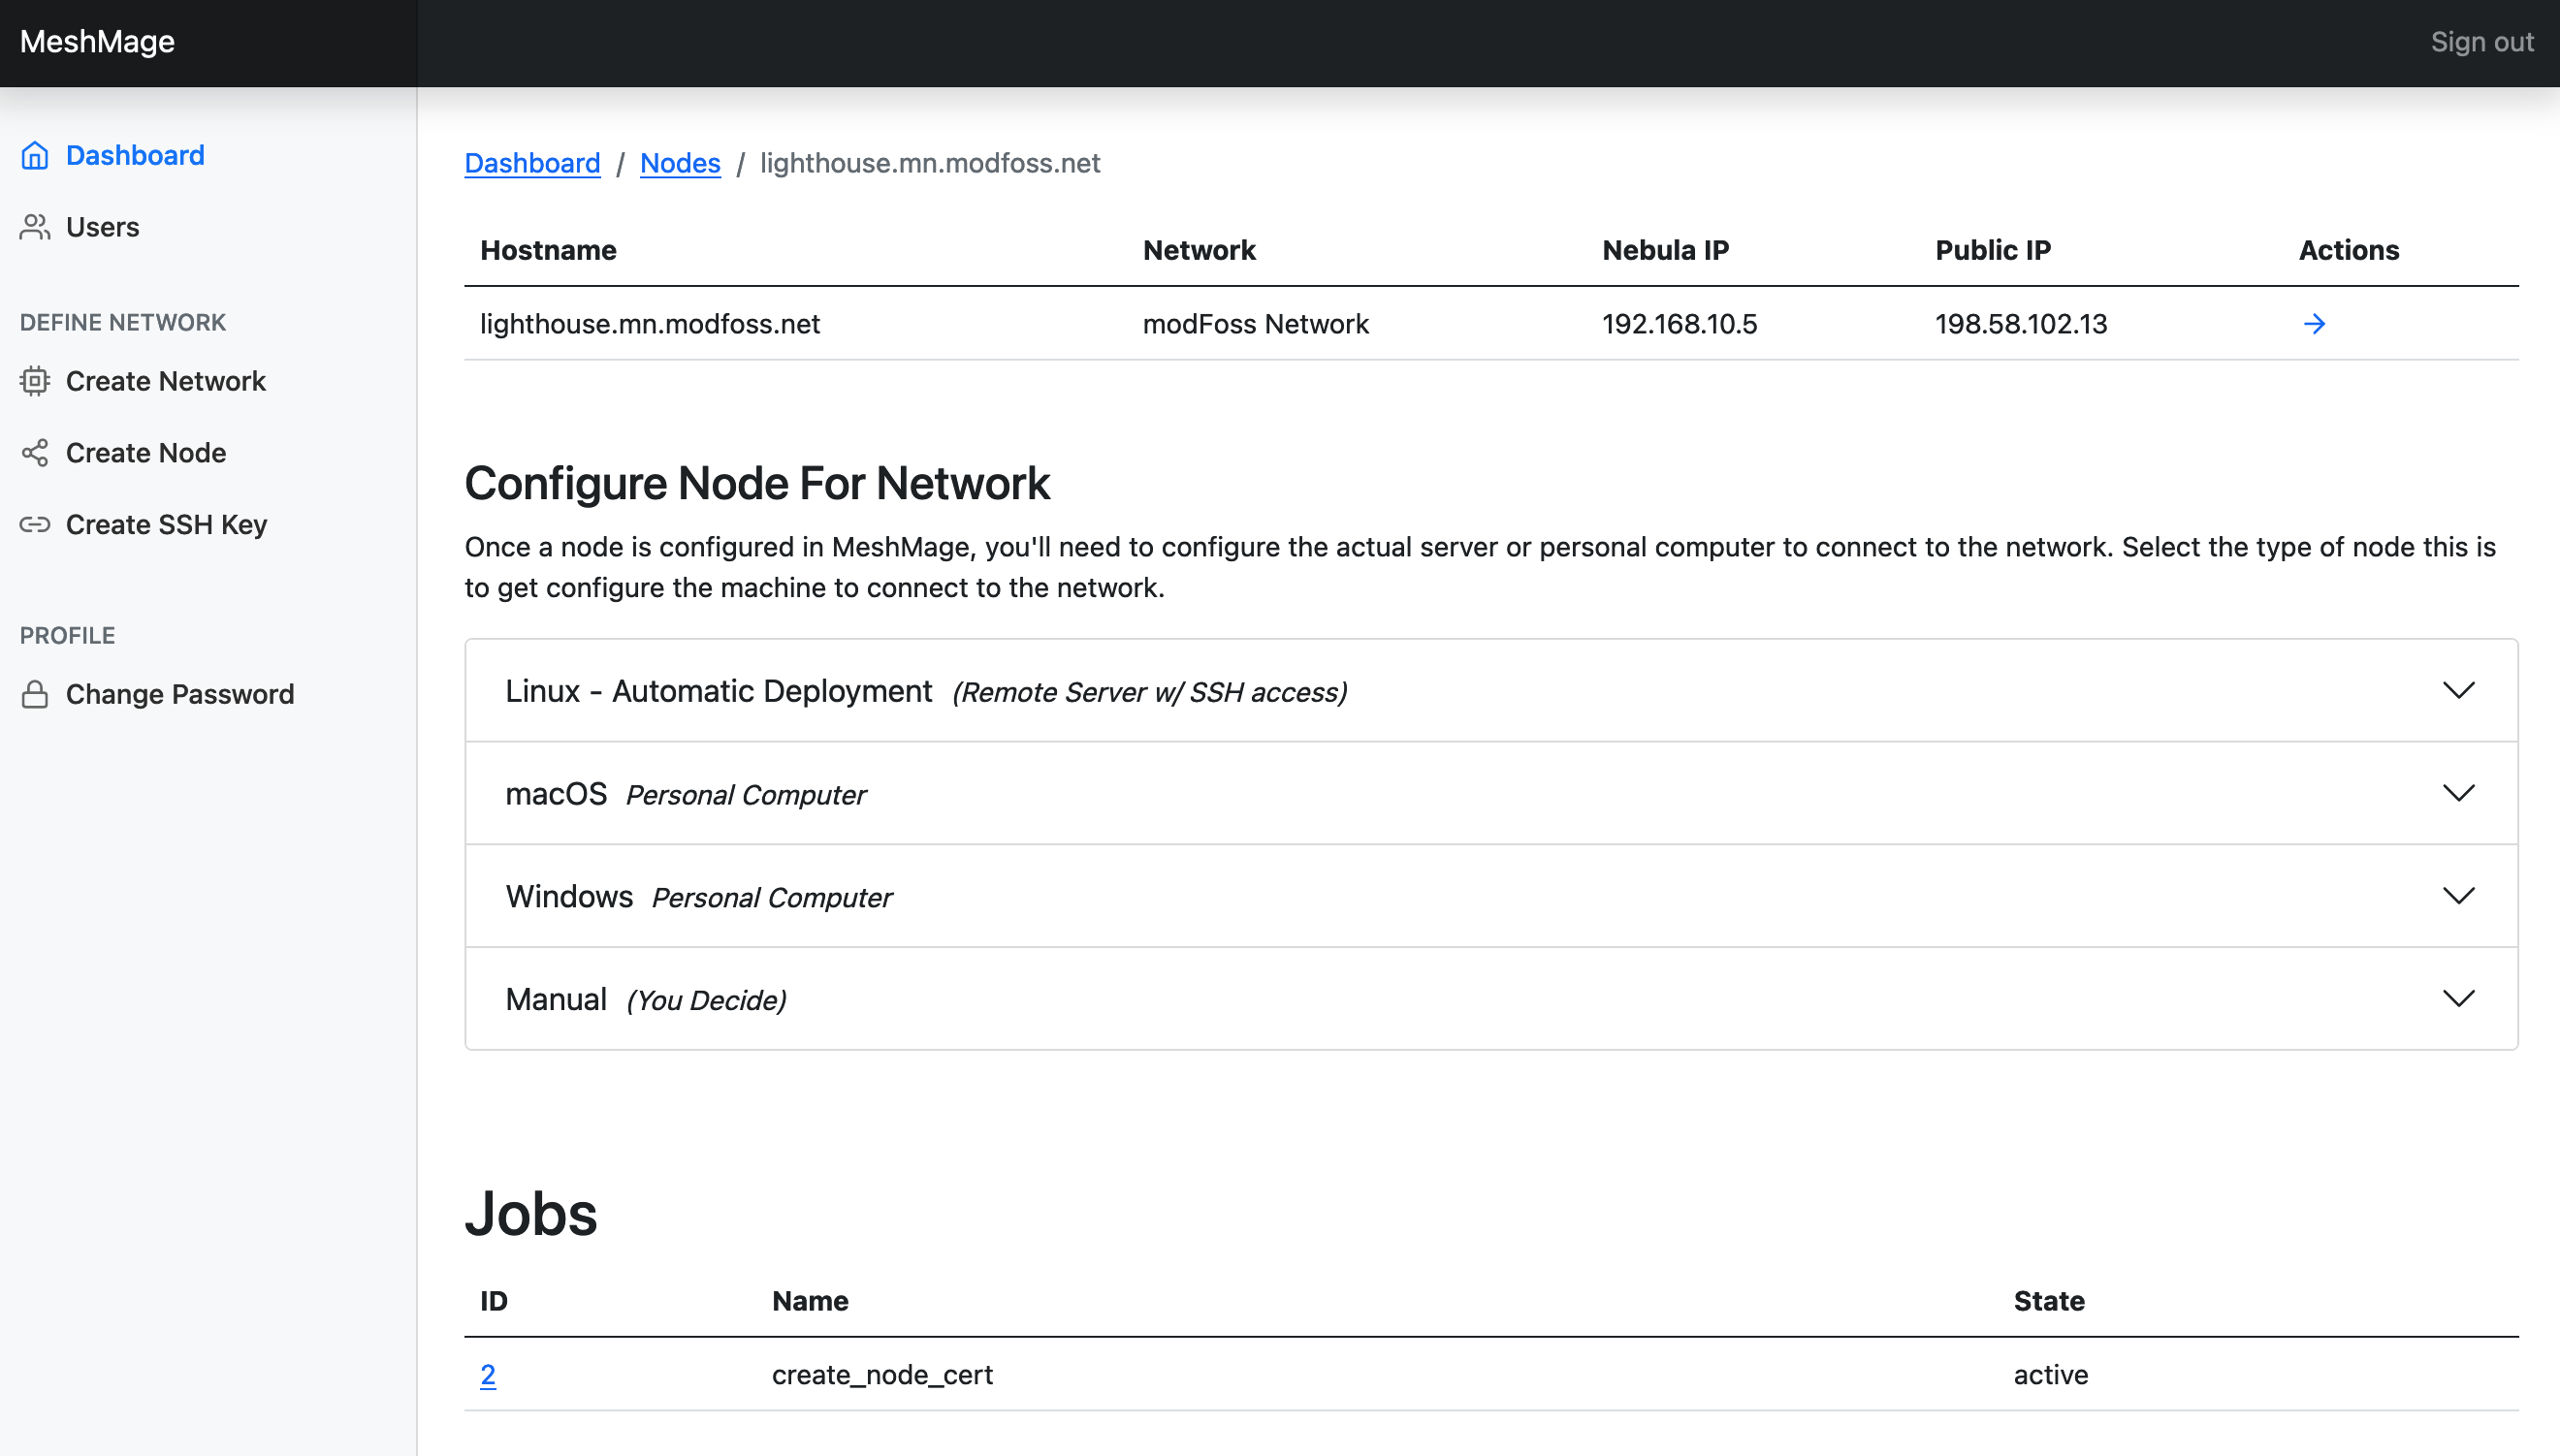 MeshMage
Sign out
Dashboard
Users
DEFINE NETWORK
Create Network
Create Node
Create SSH Key
PROFILE
Change Password
Dashboard / Nodes / lighthouse.mn.modfoss.net
Hostname Network Nebula IP Public IP Actions
lighthouse.mn.modfoss.net modFoss Network 192.168.10.5 198.58.102.13
Configure Node For Network
Once a node is configured in MeshMage, you'll need to configure the actual server or personal computer to connect to the network. Select the type of node this is
to get configure the machine to connect to the network.
Linux - Automatic Deployment (Remote Server w/ SSH access)
macOS Personal Computer
Windows Personal Computer
Manual (You Decide)
Jobs
ID Name State
2 create_node_cert active